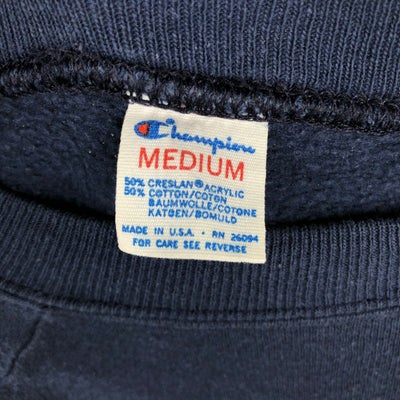 Champion
MEDIUM
50% CRESLAN® ACRYLIC
50% COTTON/COTON
BAUMWOLLE/COTONE
KATOEN/BOMULD
MADE IN U.S.A. · RN 26094
FOR CARE SEE REVERSE